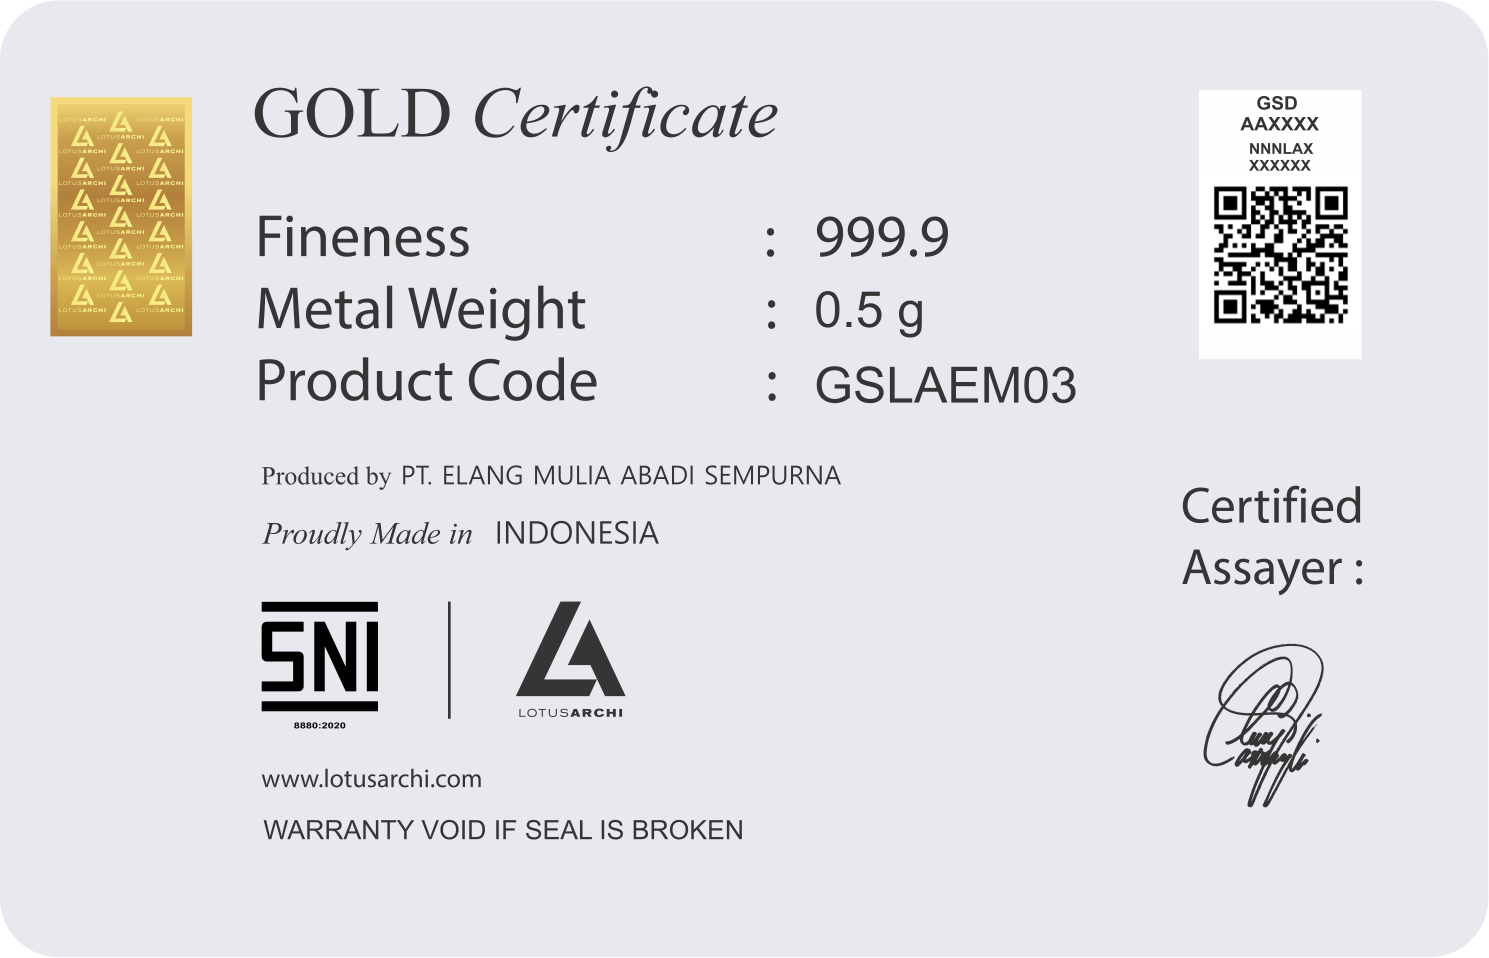 GOLD Certificate
GSD
AAXXXX
NNNLAX
XXXXXX
Fineness : 999.9
Metal Weight : 0.5 g
Product Code : GSLAEM03
Produced by PT. ELANG MULIA ABADI SEMPURNA
Proudly Made in INDONESIA
Certified
Assayer :
SNI
8880:2020
LA
LOTUSARCHI
www.lotusarchi.com
WARRANTY VOID IF SEAL IS BROKEN